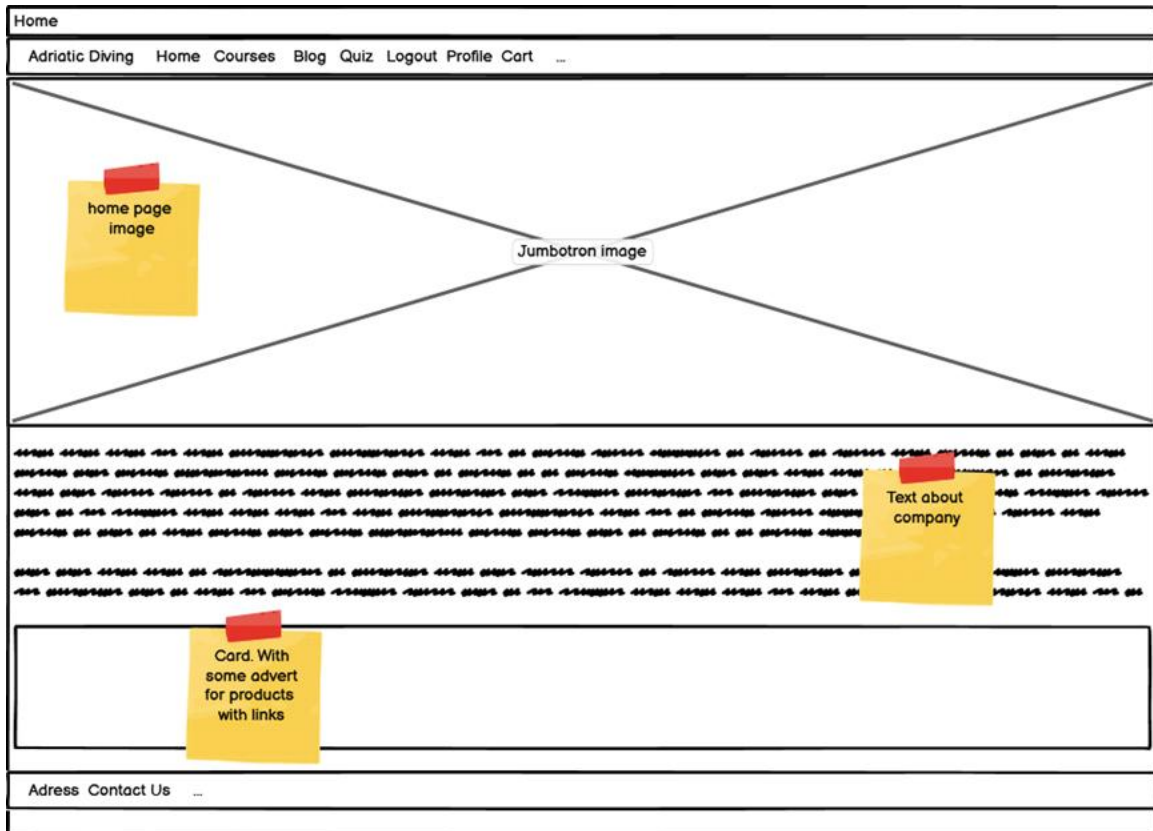 Home
Adriatic Diving Home Courses Blog Quiz Logout Profile Cart ...
home page
image
Jumbotron image
Text about
company
Card. With
some advert
for products
with links
Adress Contact Us ...